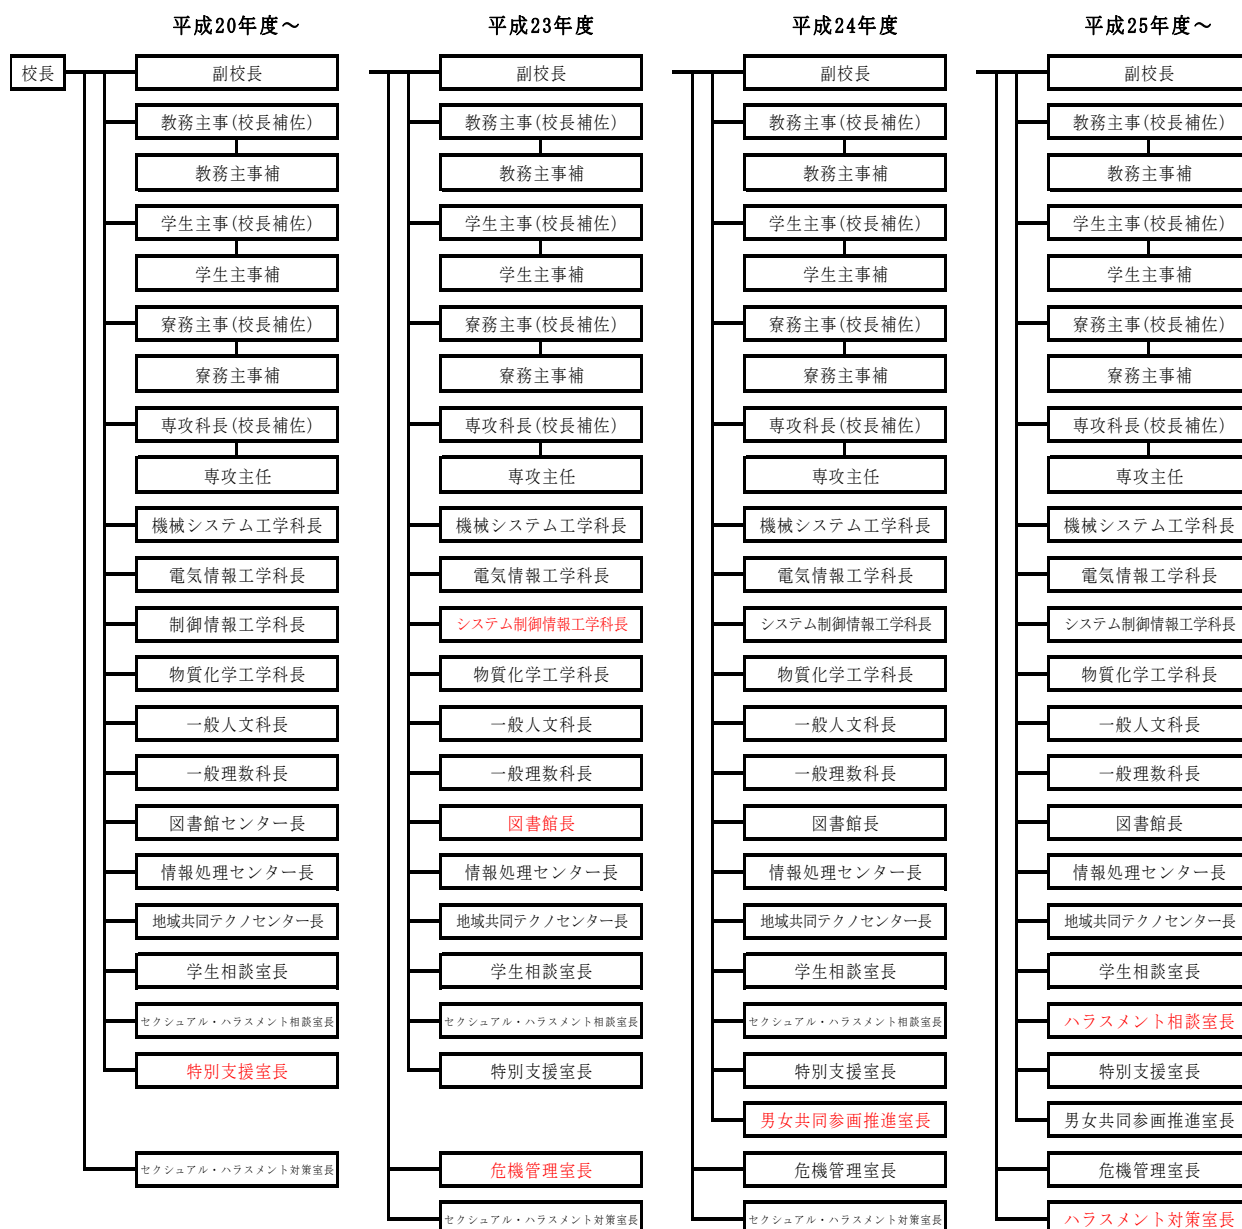 平成20年度～
校長
副校長
教務主事(校長補佐)
教務主事補
学生主事(校長補佐)
学生主事補
寮務主事(校長補佐)
寮務主事補
専攻科長(校長補佐)
専攻主任
機械システム工学科長
電気情報工学科長
制御情報工学科長
物質化学工学科長
一般人文科長
一般理数科長
図書館センター長
情報処理センター長
地域共同テクノセンター長
学生相談室長
セクシュアル・ハラスメント相談室長
特別支援室長
セクシュアル・ハラスメント対策室長
平成23年度
副校長
教務主事(校長補佐)
教務主事補
学生主事(校長補佐)
学生主事補
寮務主事(校長補佐)
寮務主事補
専攻科長(校長補佐)
専攻主任
機械システム工学科長
電気情報工学科長
システム制御情報工学科長
物質化学工学科長
一般人文科長
一般理数科長
図書館長
情報処理センター長
地域共同テクノセンター長
学生相談室長
セクシュアル・ハラスメント相談室長
特別支援室長
危機管理室長
セクシュアル・ハラスメント対策室長
平成24年度
副校長
教務主事(校長補佐)
教務主事補
学生主事(校長補佐)
学生主事補
寮務主事(校長補佐)
寮務主事補
専攻科長(校長補佐)
専攻主任
機械システム工学科長
電気情報工学科長
システム制御情報工学科長
物質化学工学科長
一般人文科長
一般理数科長
図書館長
情報処理センター長
地域共同テクノセンター長
学生相談室長
セクシュアル・ハラスメント相談室長
特別支援室長
男女共同参画推進室長
危機管理室長
セクシュアル・ハラスメント対策室長
平成25年度～
副校長
教務主事(校長補佐)
教務主事補
学生主事(校長補佐)
学生主事補
寮務主事(校長補佐)
寮務主事補
専攻科長(校長補佐)
専攻主任
機械システム工学科長
電気情報工学科長
システム制御情報工学科長
物質化学工学科長
一般人文科長
一般理数科長
図書館長
情報処理センター長
地域共同テクノセンター長
学生相談室長
ハラスメント相談室長
特別支援室長
男女共同参画推進室長
危機管理室長
ハラスメント対策室長